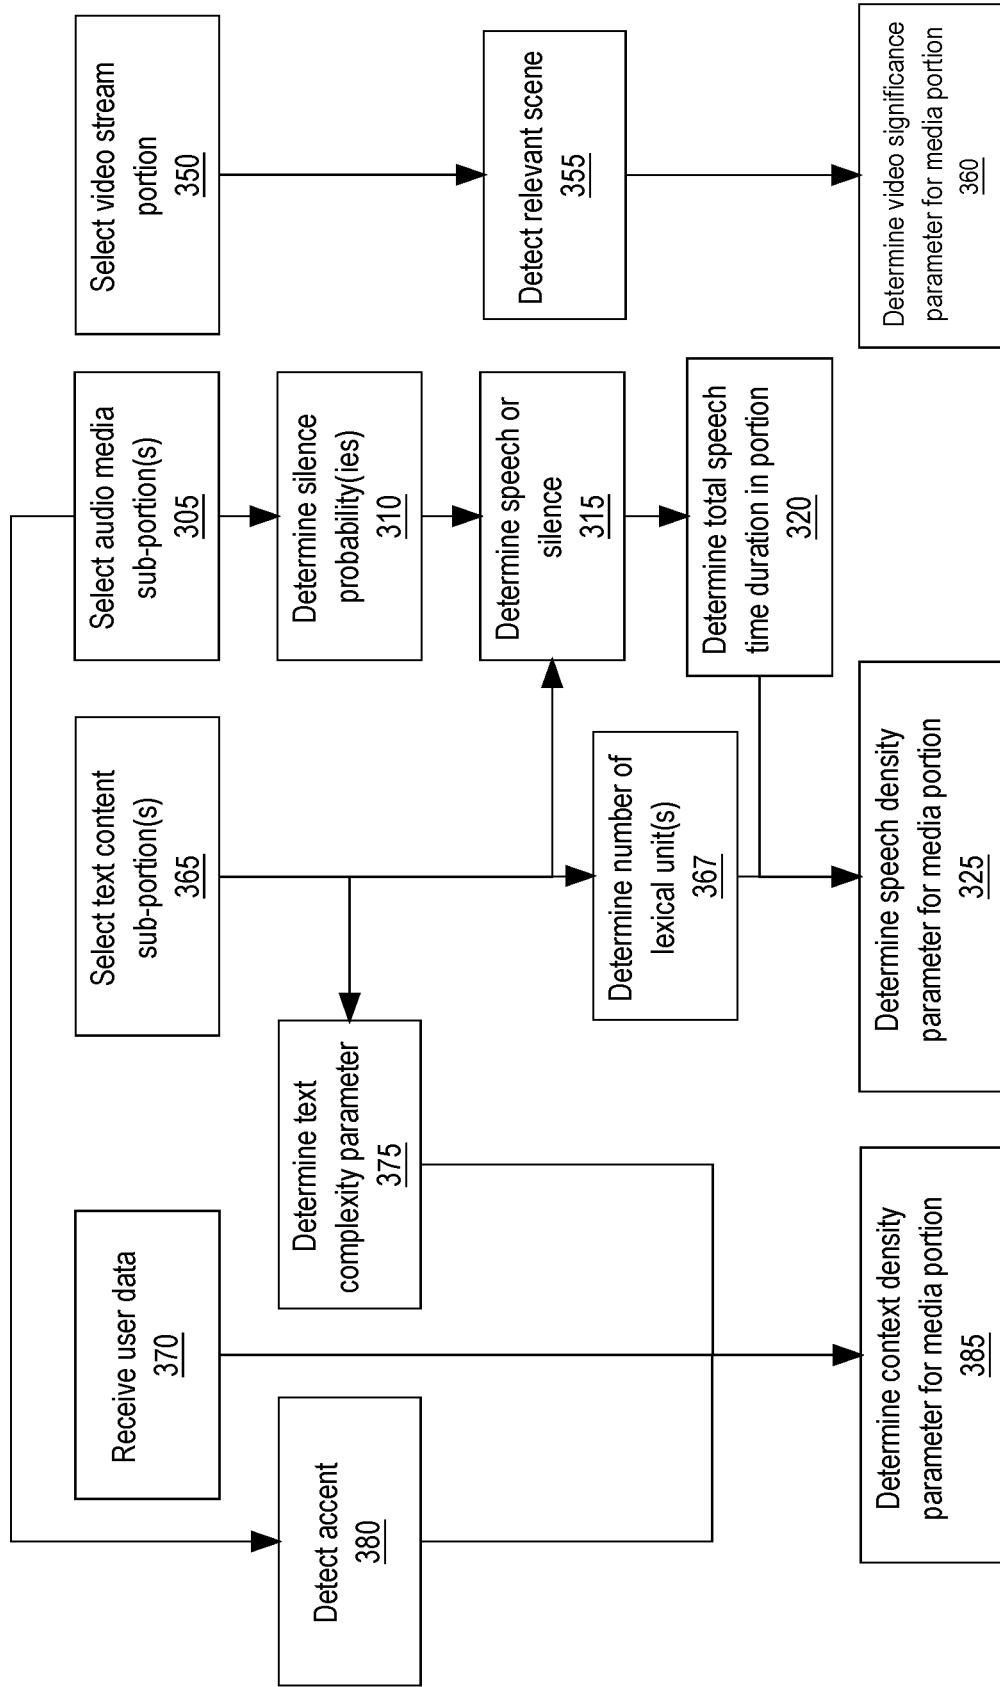 Receive user data
370
Select text content
sub-portion(s)
365
Select audio media
sub-portion(s)
305
Select video stream
portion
350
Detect accent
380
Determine text
complexity parameter
375
Determine silence
probability(ies)
310
Determine speech or
silence
315
Detect relevant scene
355
Determine number of
lexical unit(s)
367
Determine total speech
time duration in portion
320
Determine context density
parameter for media portion
385
Determine speech density
parameter for media portion
325
Determine video significance
parameter for media portion
360